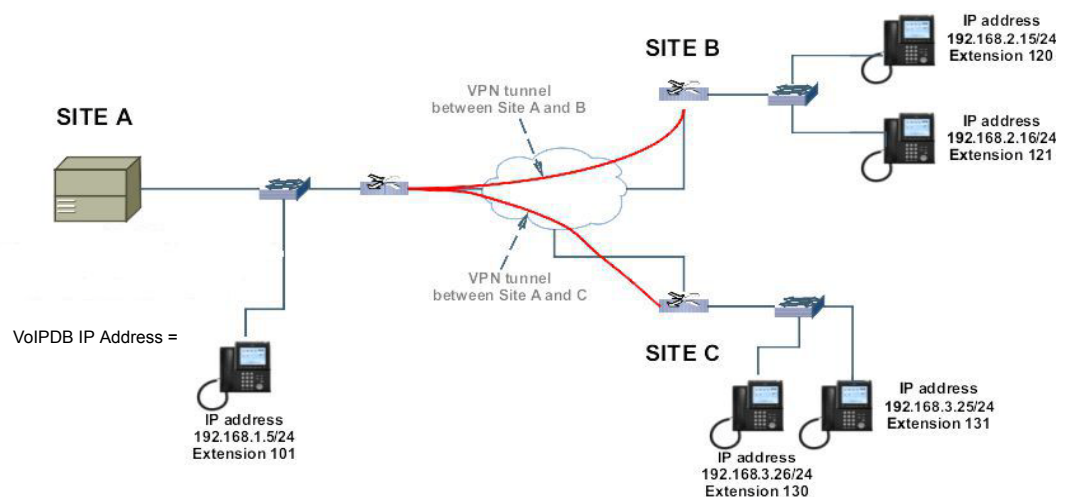 SITE A
VPN tunnel
between Site A and B
SITE B
IP address
192.168.2.15/24
Extension 120
IP address
192.168.2.16/24
Extension 121
VPN tunnel
between Site A and C
VoIPDB IP Address =
IP address
192.168.1.5/24
Extension 101
SITE C
IP address
192.168.3.25/24
Extension 131
IP address
192.168.3.26/24
Extension 130